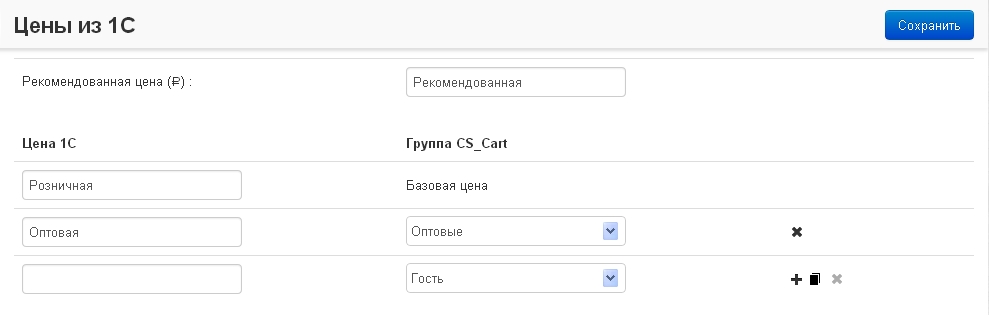 Цены из 1С
Сохранить
Рекомендованная цена (₽) :
Рекомендованная
Цена 1С
Группа CS_Cart
Розничная
Базовая цена
Оптовая
Оптовые
Гость